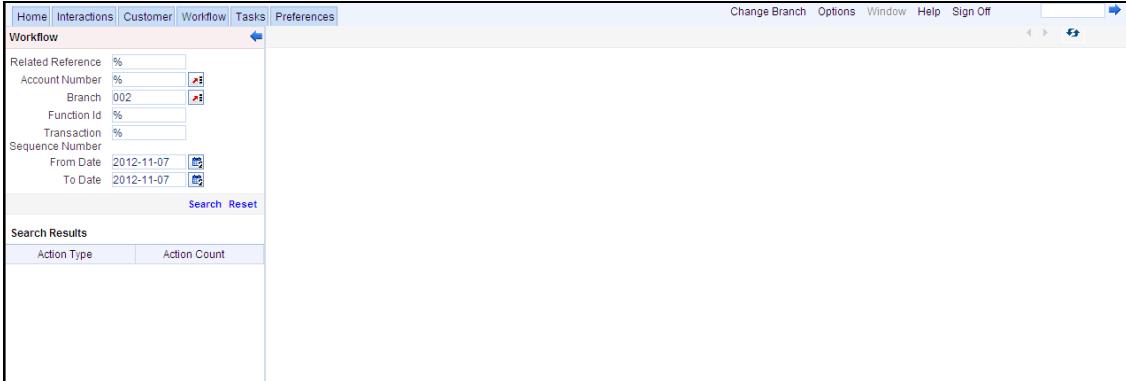 Home Interactions Customer Workflow Tasks Preferences Change Branch Options Window Help Sign Off
Workflow
Related Reference %
Account Number %
Branch 002
Function Id %
Transaction %
Sequence Number
From Date 2012-11-07
To Date 2012-11-07
Search Reset
Search Results
Action Type Action Count